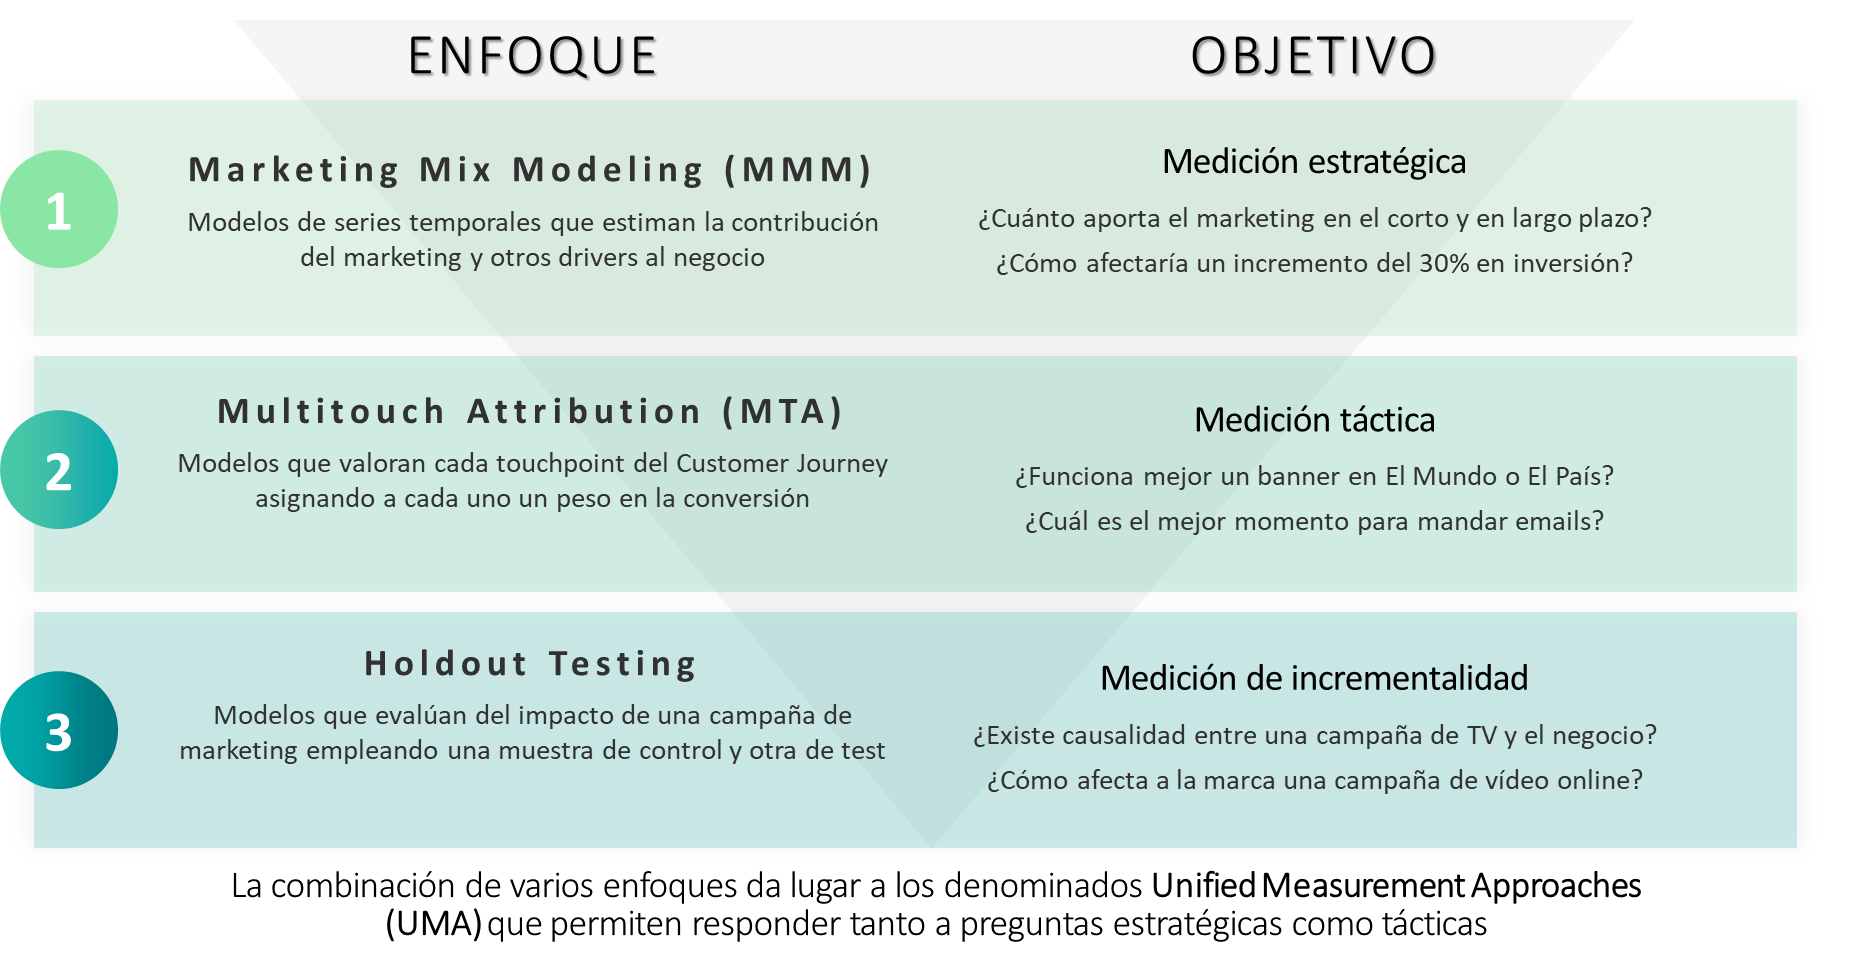 ENFOQUE
OBJETIVO
1
Marketing Mix Modeling (MMM)
Modelos de series temporales que estiman la contribución
del marketing y otros drivers al negocio
Medición estratégica
¿Cuánto aporta el marketing en el corto y en largo plazo?
¿Cómo afectaría un incremento del 30% en inversión?
2
Multitouch Attribution (MTA)
Modelos que valoran cada touchpoint del Customer Journey
asignando a cada uno un peso en la conversión
Medición táctica
¿Funciona mejor un banner en El Mundo o El País?
¿Cuál es el mejor momento para mandar emails?
3
Holdout Testing
Modelos que evalúan del impacto de una campaña de
marketing empleando una muestra de control y otra de test
Medición de incrementalidad
¿Existe causalidad entre una campaña de TV y el negocio?
¿Cómo afecta a la marca una campaña de vídeo online?
La combinación de varios enfoques da lugar a los denominados Unified Measurement Approaches
(UMA) que permiten responder tanto a preguntas estratégicas como tácticas